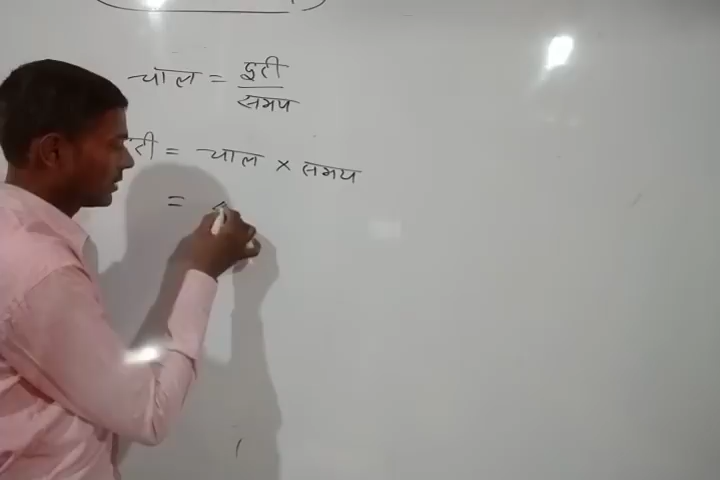 चाल = दूरी / समय
दूरी = चाल × समय
=